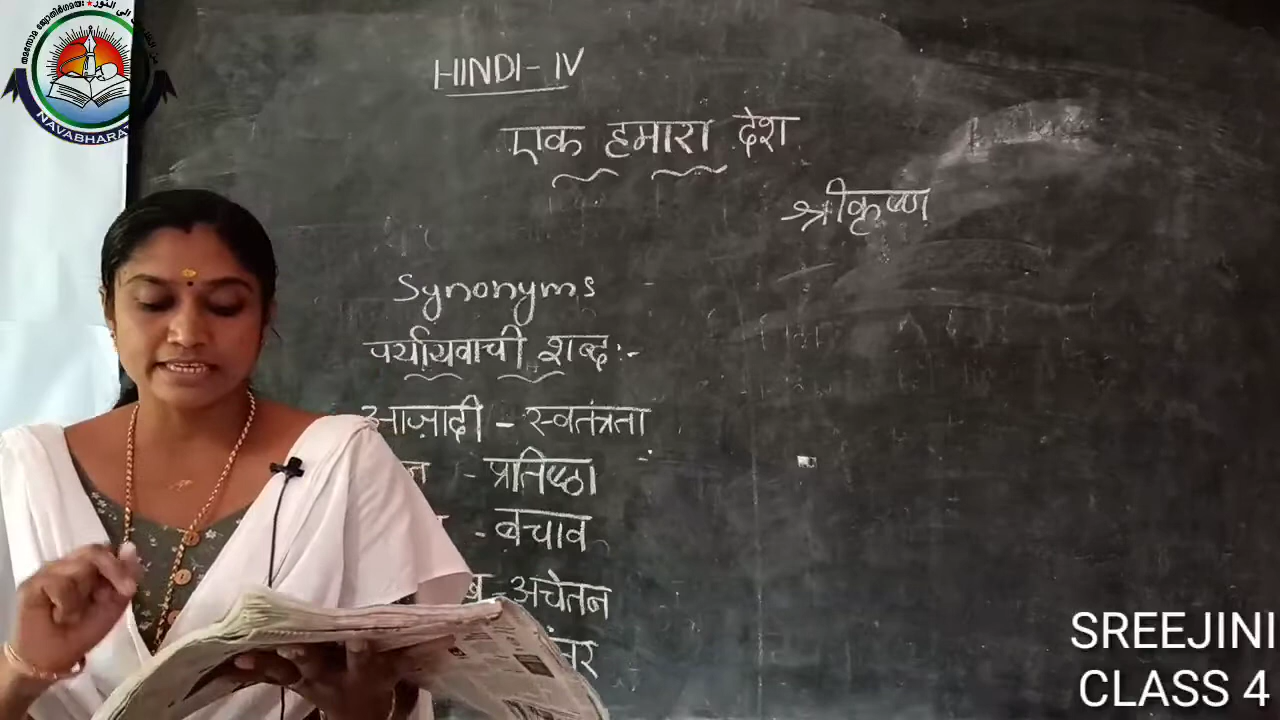 NAVABHARAT
HINDI - IV
एक हमारा देश
श्रीकृष्ण
Synonyms
पर्यायवाची शब्द :-
आज़ादी - स्वतंत्रता
- प्रतिष्ठा
- बचाव
- अचेतन
SREEJINI
CLASS 4